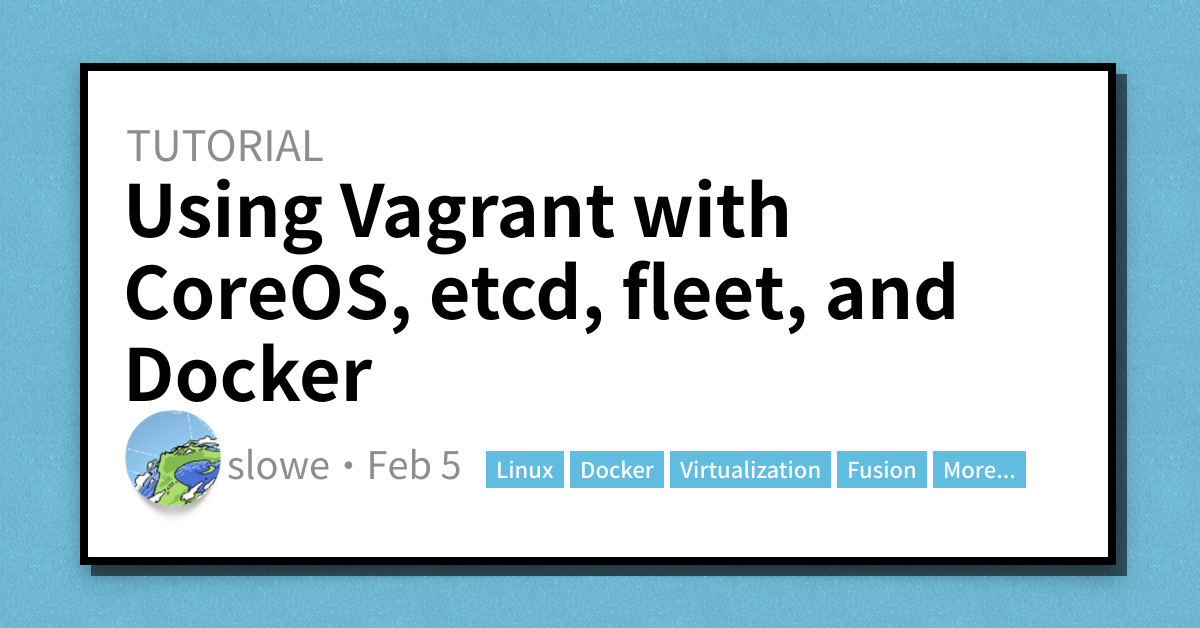 TUTORIAL
Using Vagrant with
CoreOS, etcd, fleet, and
Docker
slowe • Feb 5 Linux Docker Virtualization Fusion More...